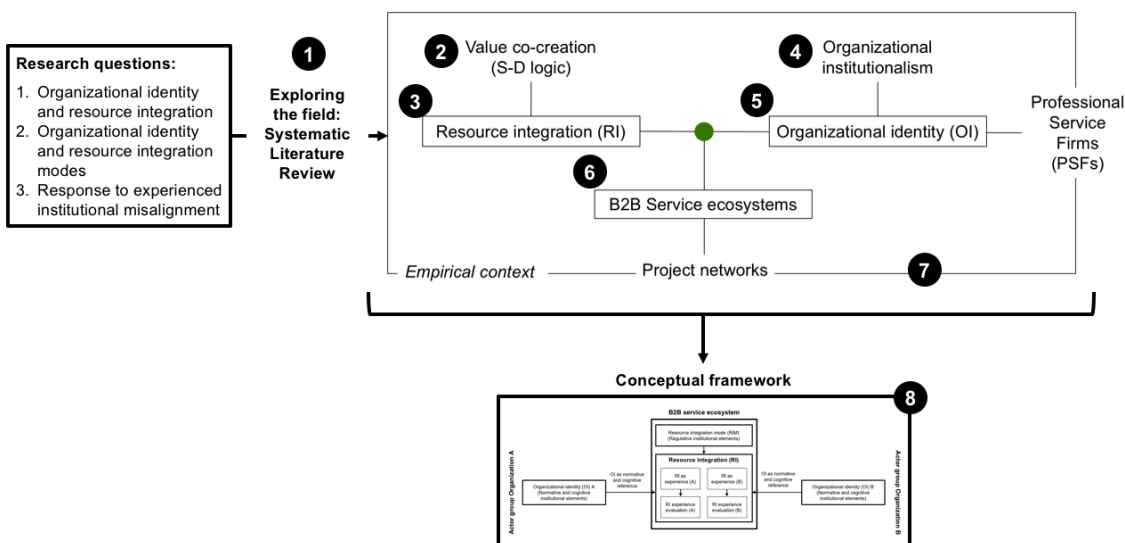 Research questions:
1. Organizational identity
and resource integration
2. Organizational identity
and resource integration
modes
3. Response to experienced
institutional misalignment
1
Exploring
the field:
Systematic
Literature
Review
2
Value co-creation
(S-D logic)
3
Resource integration (RI)
4
Organizational
institutionalism
5
Organizational identity (OI)
Professional
Service
Firms
(PSFs)
6
B2B Service ecosystems
Empirical context
Project networks
7
Conceptual framework
8
B2B service ecosystem
Resource integration mode (RIM)
(Regulative institutional elements)
Resource integration (RI)
RI as
experience (A)
RI as
experience (B)
RI experience
evaluation (A)
RI experience
evaluation (B)
Actor group Organization A
Organizational identity (OI) A
(Normative and cognitive
institutional elements)
OI as normative
and cognitive
reference
OI as normative
and cognitive
reference
Organizational identity (OI) B
(Normative and cognitive
institutional elements)
Actor group Organization B